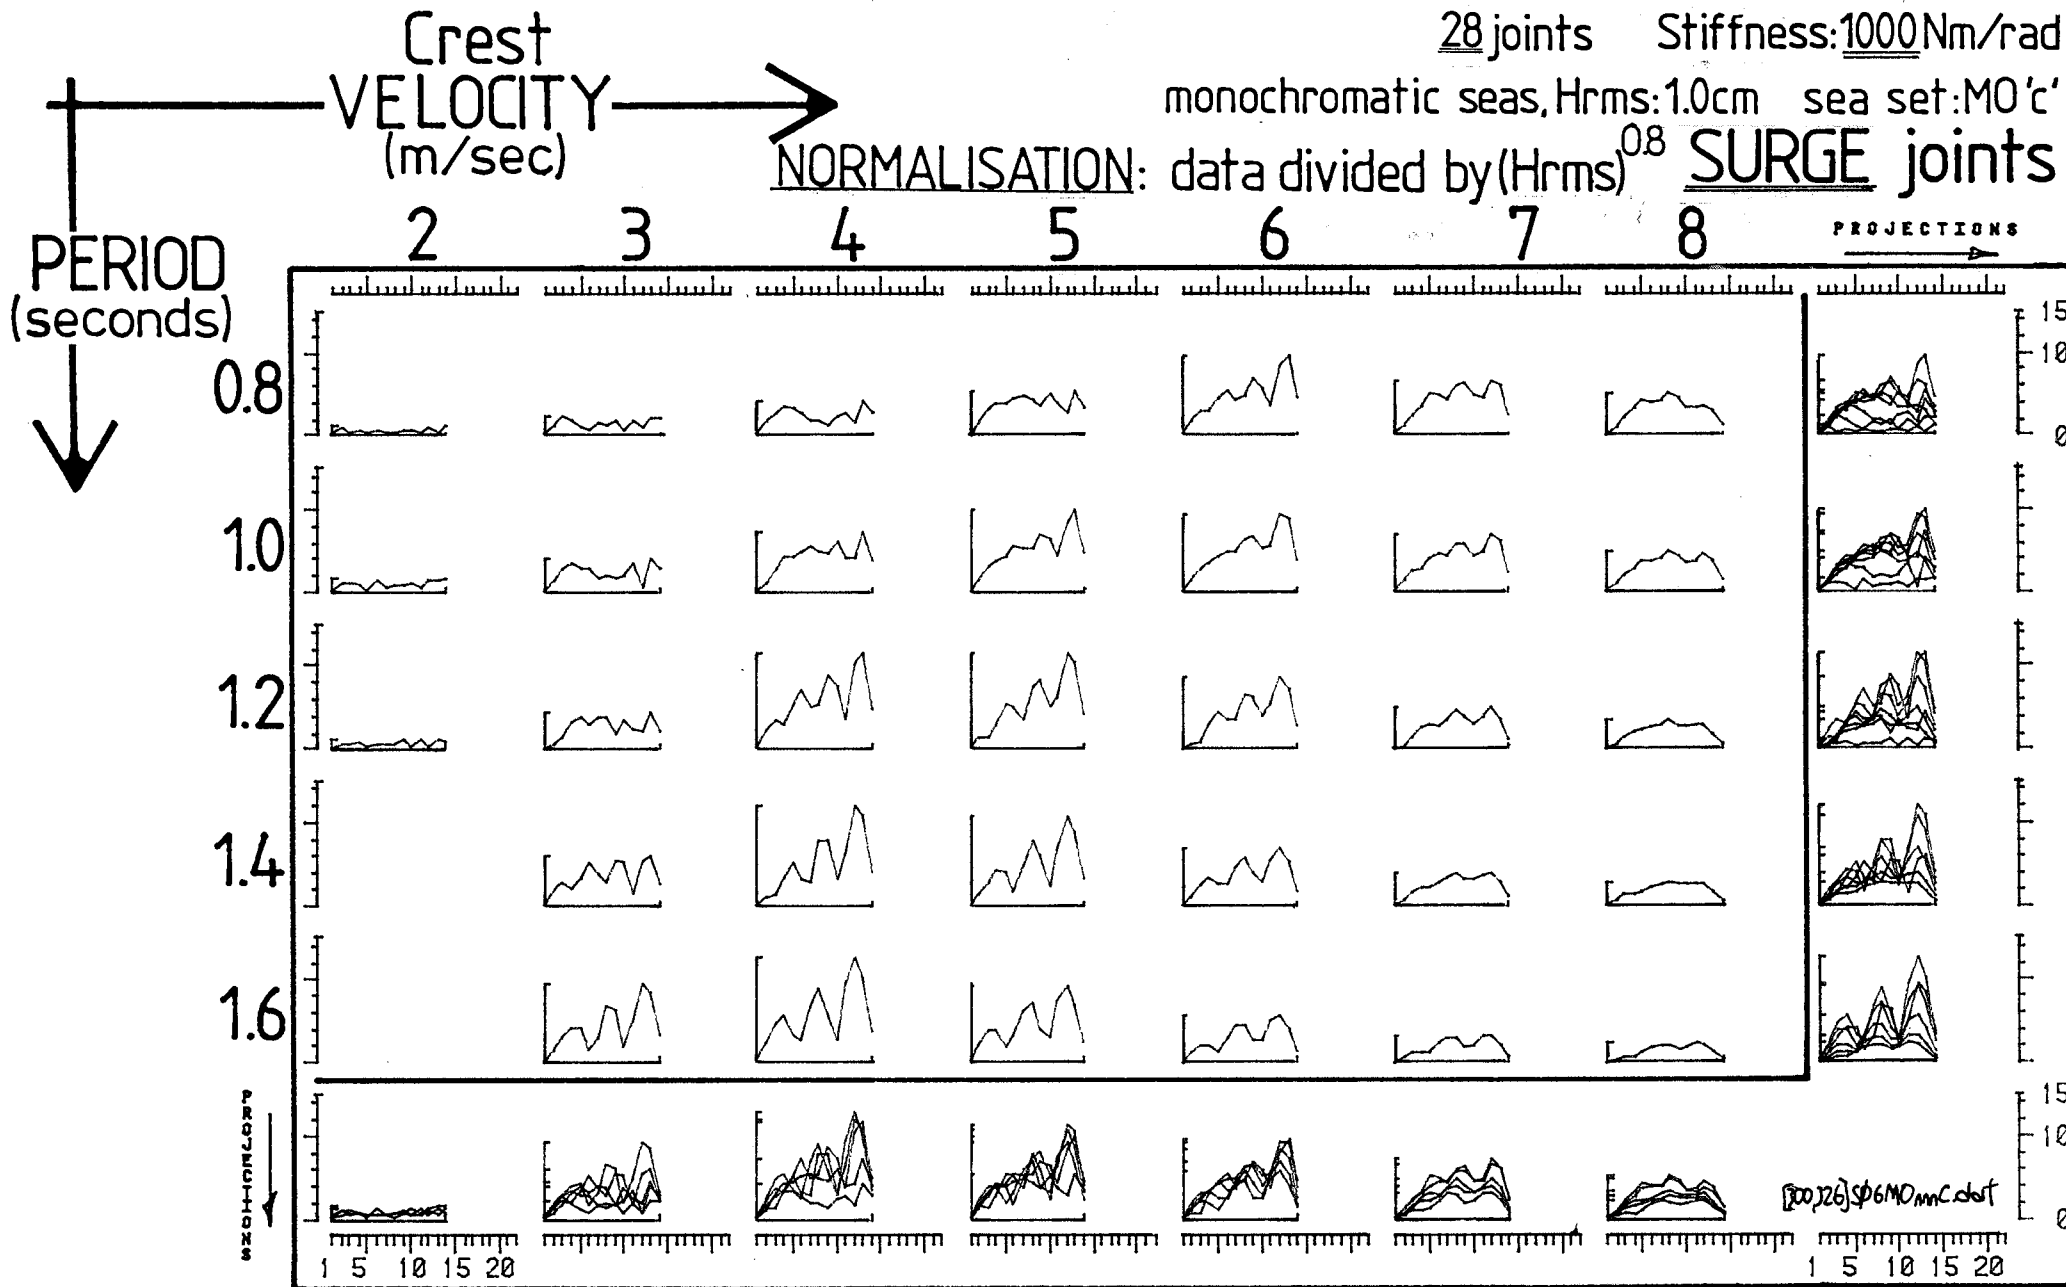 Crest
VELOCITY
(m/sec)
28 joints Stiffness: 1000 Nm/rad
monochromatic seas, Hrms: 1.0cm sea set: MO 'c'
NORMALISATION: data divided by (Hrms)^0.8 SURGE joints
PERIOD
(seconds)
2 3 4 5 6 7 8
PROJECTIONS
0.8
15
10
0
1.0
1.2
1.4
1.6
PROJECTIONS
15
10
0
1 5 10 15 20
1 5 10 15 20